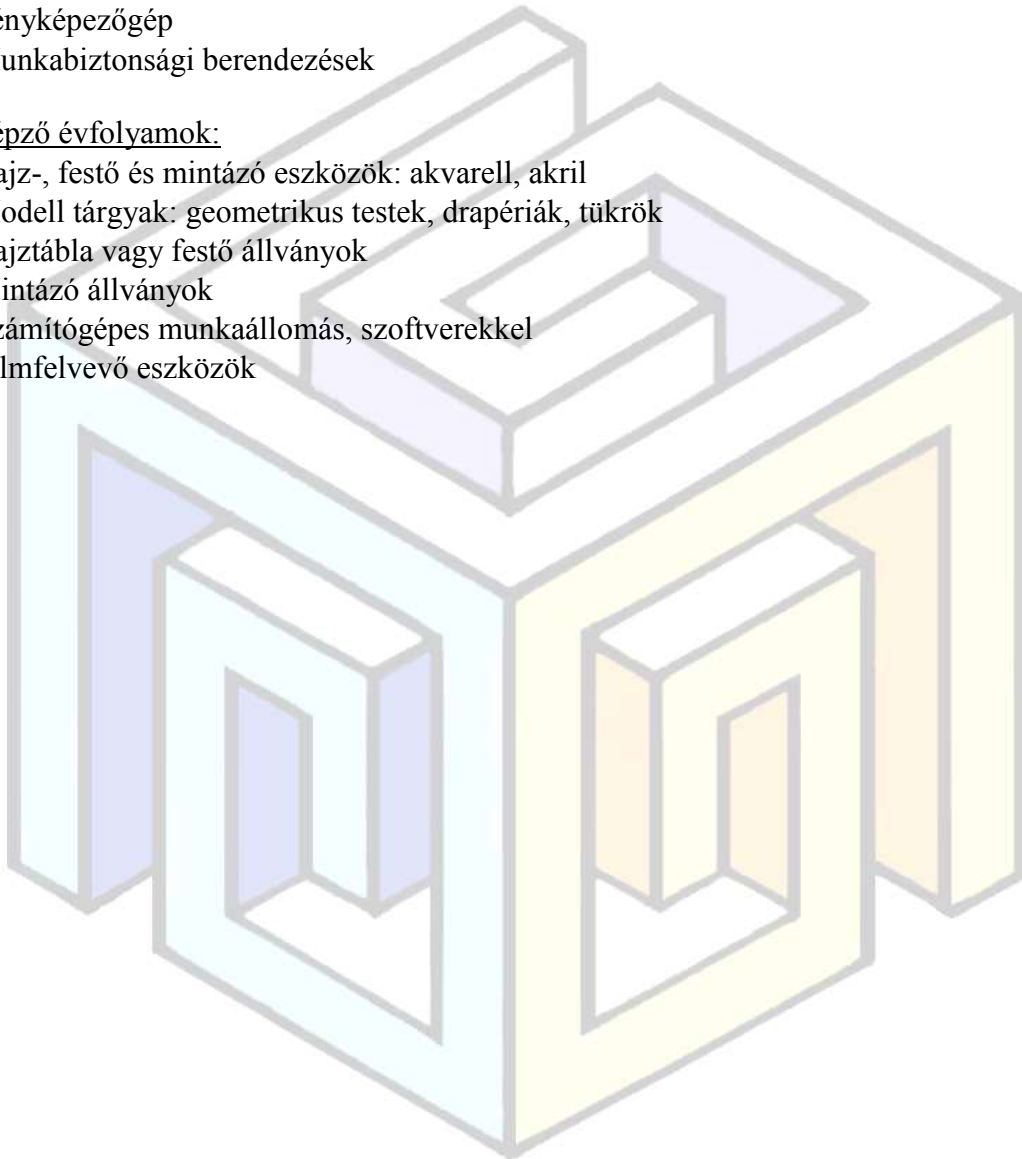 ényképezőgép
unkabiztonsági berendezések
épző évfolyamok:
ajz-, festő és mintázó eszközök: akvarell, akril
odell tárgyak: geometrikus testek, drapériák, tükrök
ajztábla vagy festő állványok
intázó állványok
zámítógépes munkaállomás, szoftverekkel
lmfelvevő eszközök